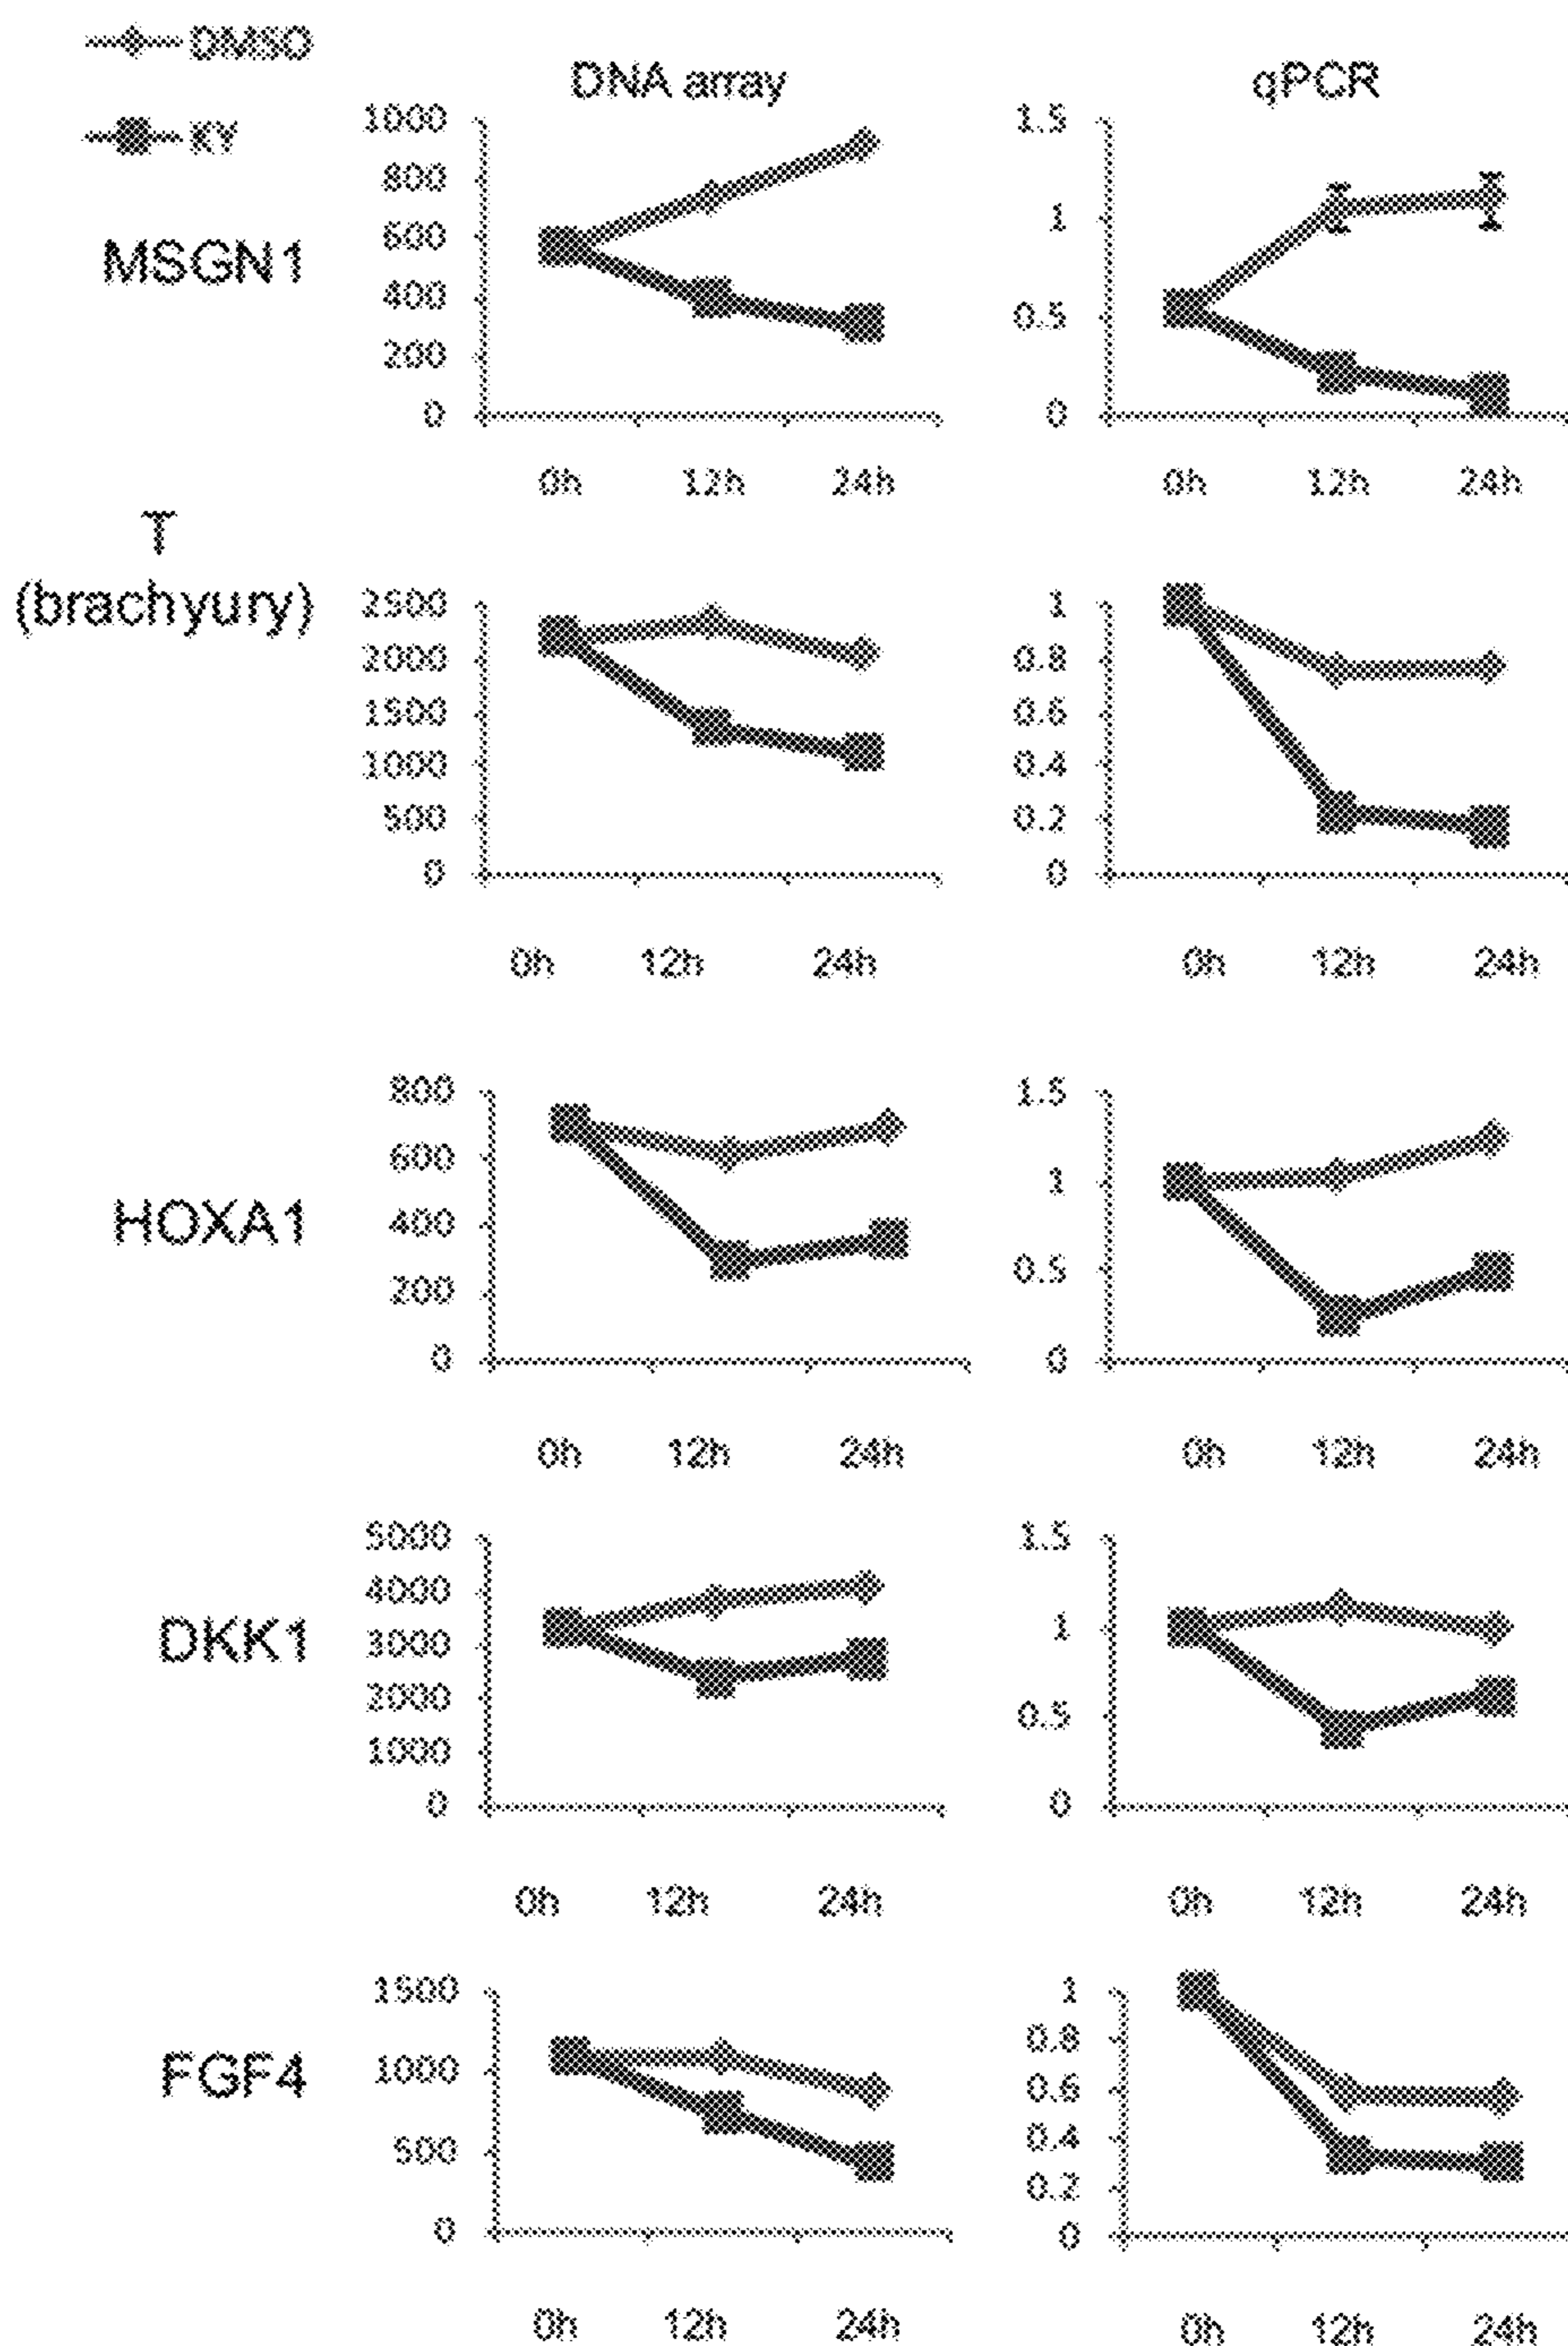 DMSO
KY
DNA array
qPCR
MSGN1
1000
800
600
400
200
0
0h 12h 24h
1.5
1
0.5
0
0h 12h 24h
T
(brachyury)
2500
2000
1500
1000
500
0
0h 12h 24h
1
0.8
0.6
0.4
0.2
0
0h 12h 24h
HOXA1
800
600
400
200
0
0h 12h 24h
1.5
1
0.5
0
0h 12h 24h
DKK1
5000
4000
3000
2000
1000
0
0h 12h 24h
1.5
1
0.5
0
0h 12h 24h
FGF4
1500
1000
500
0
0h 12h 24h
1
0.8
0.6
0.4
0.2
0
0h 12h 24h